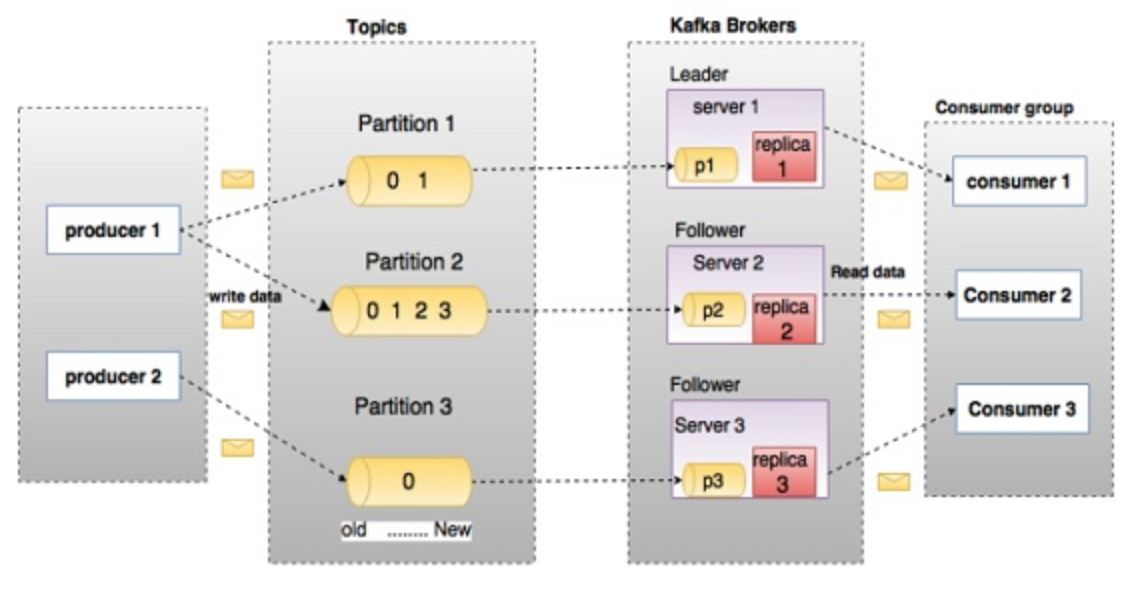 Topics
Kafka Brokers
Consumer group
producer 1
write data
producer 2
Partition 1
0 1
Partition 2
0 1 2 3
Partition 3
0
old ........ New
Leader
server 1
p1
replica
1
Follower
Server 2
p2
replica
2
Follower
Server 3
p3
replica
3
Read data
consumer 1
Consumer 2
Consumer 3